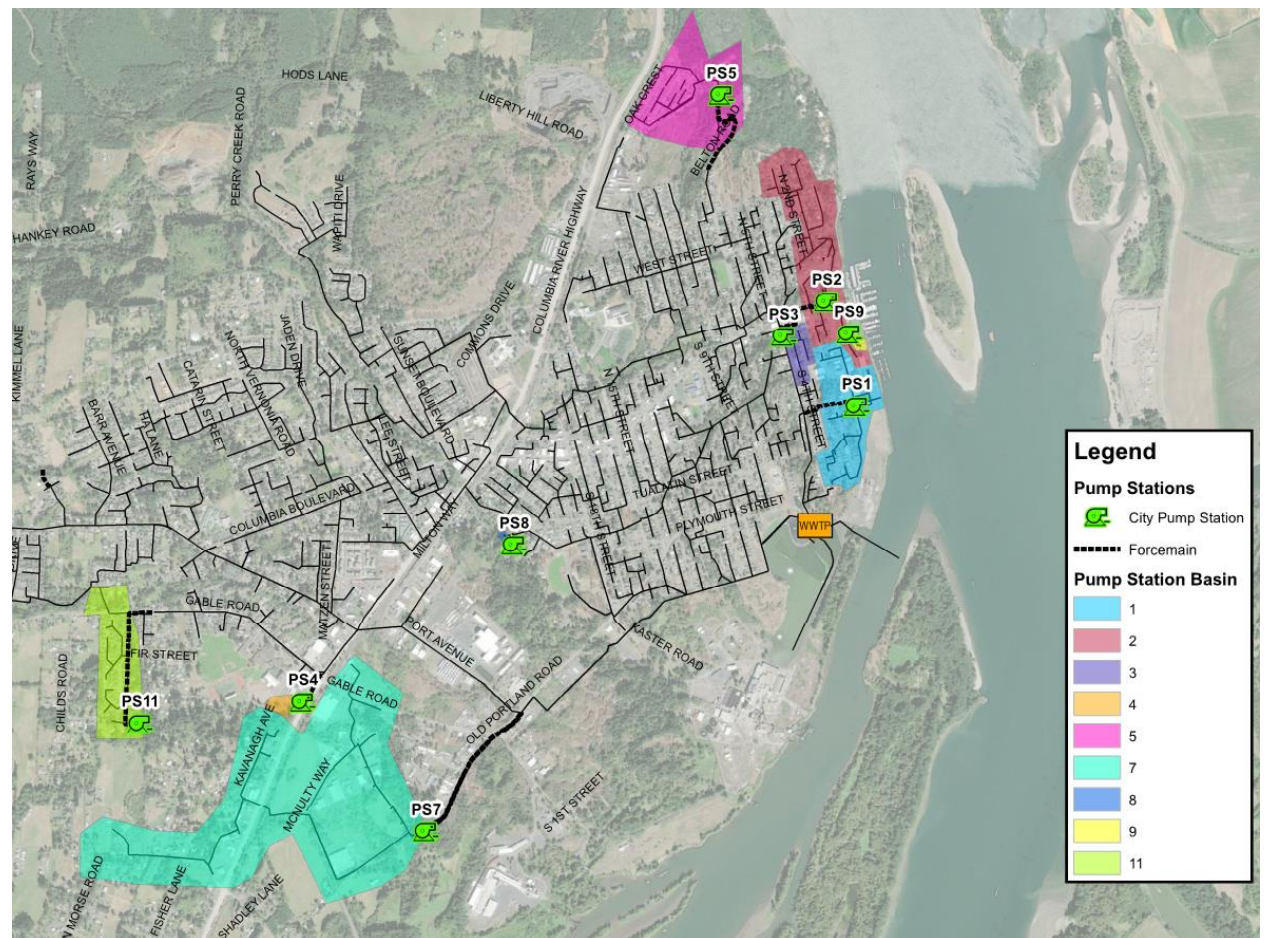 HODS LANE
OAK CREST
PS5
LIBERTY HILL ROAD
PERRY CREEK ROAD
RAYS WAY
BELTON ROAD
WAPITI DRIVE
HANKEY ROAD
N 2ND STREET
COLUMBIA RIVER HIGHWAY
N 5TH STREET
WEST STREET
PS2
COMMONS DRIVE
PS3
PS9
KIMMELL LANE
JADEN DRIVE
SUNSET BOULEVARD
NORTH VERNONIA ROAD
CATARIN STREET
S 9TH STREET
PS1
N 15TH STREET
S 4TH STREET
BARR AVENUE
HA LANE
LEE STREET
TUALATIN STREET
COLUMBIA BOULEVARD
PLYMOUTH STREET
MILTON WAY
PS8
S 18TH STREET
WWTP
MATZEN STREET
GABLE ROAD
PORT AVENUE
KASTER ROAD
FIR STREET
CHILDS ROAD
PS11
PS4
GABLE ROAD
OLD PORTLAND ROAD
KAVANAGH AVE
MCNULTY WAY
PS7
S 1ST STREET
N MORSE ROAD
FISHER LANE
SHADLEY LANE
Legend
Pump Stations
City Pump Station
Forcemain
Pump Station Basin
1
2
3
4
5
7
8
9
11